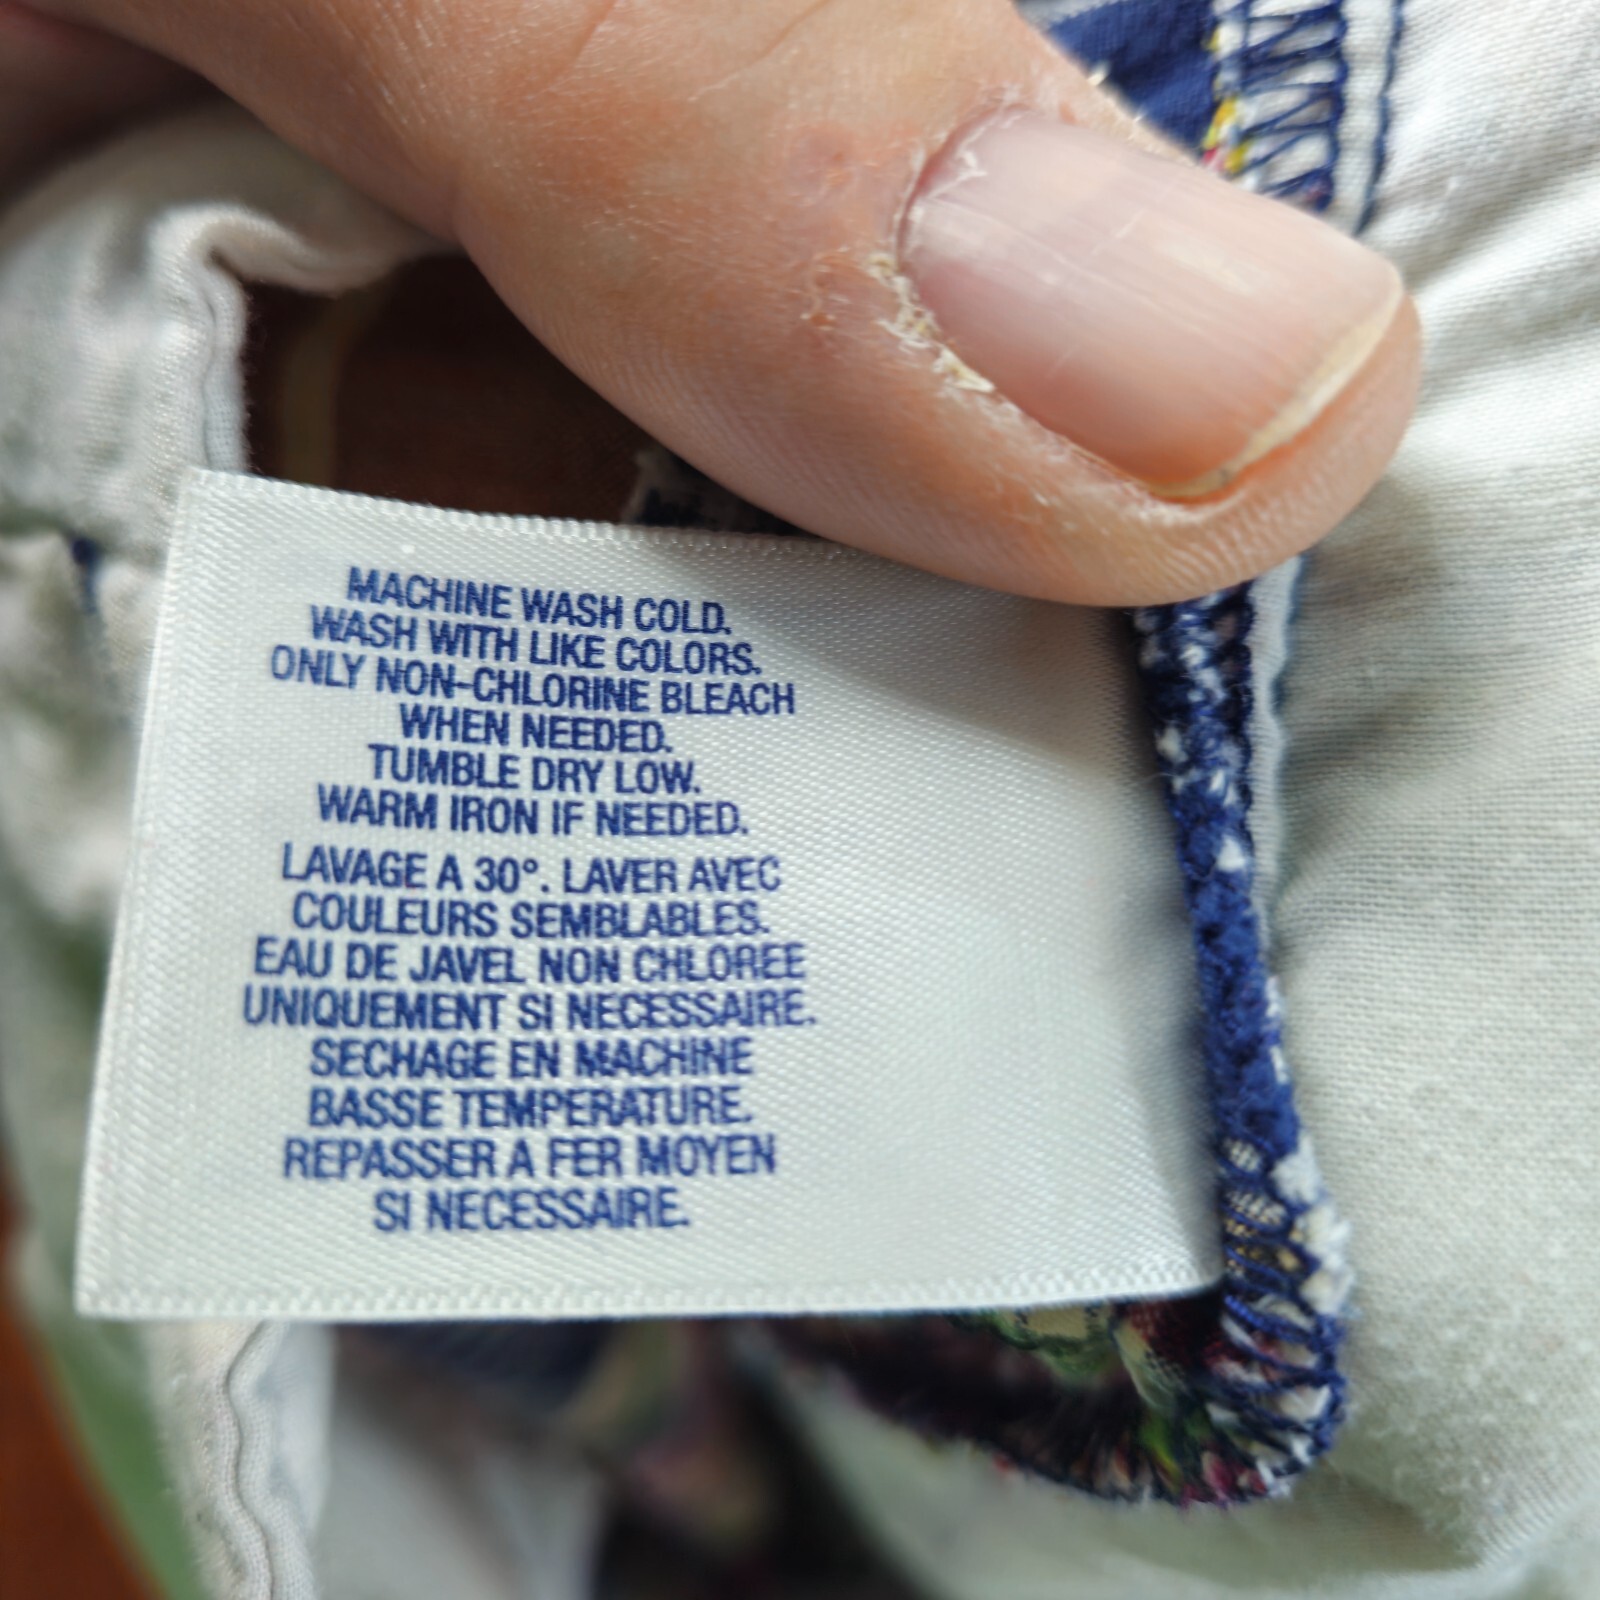 MACHINE WASH COLD.
WASH WITH LIKE COLORS.
ONLY NON-CHLORINE BLEACH
WHEN NEEDED.
TUMBLE DRY LOW.
WARM IRON IF NEEDED.
LAVAGE A 30°. LAVER AVEC
COULEURS SEMBLABLES.
EAU DE JAVEL NON CHLOREE
UNIQUEMENT SI NECESSAIRE.
SECHAGE EN MACHINE
BASSE TEMPERATURE.
REPASSER A FER MOYEN
SI NECESSAIRE.